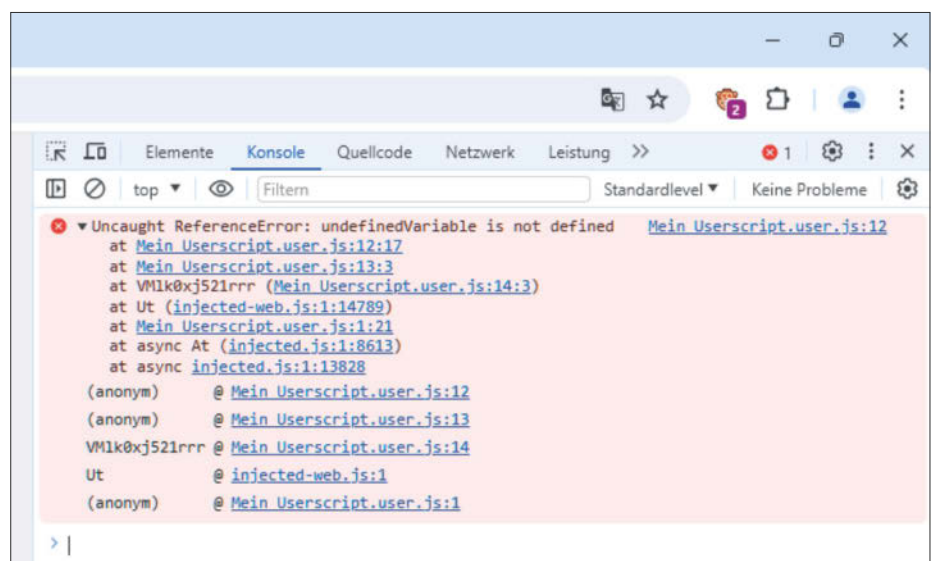 2
Elemente Konsole Quellcode Netzwerk Leistung 1
top Filtern Standardlevel Keine Probleme
Uncaught ReferenceError: undefinedVariable is not defined Mein Userscript.user.js:12
at Mein Userscript.user.js:12:17
at Mein Userscript.user.js:13:3
at VMlk0xj521rrr (Mein Userscript.user.js:14:3)
at Ut (injected-web.js:1:14789)
at Mein Userscript.user.js:1:21
at async At (injected.js:1:8613)
at async injected.js:1:13828
(anonym) @ Mein Userscript.user.js:12
(anonym) @ Mein Userscript.user.js:13
VMlk0xj521rrr @ Mein Userscript.user.js:14
Ut @ injected-web.js:1
(anonym) @ Mein Userscript.user.js:1